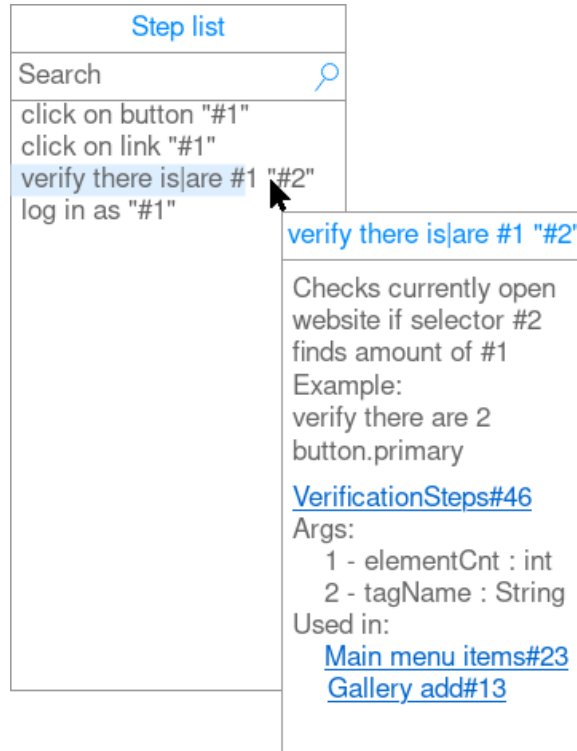 Step list
Search
click on button "#1"
click on link "#1"
verify there is|are #1 "#2"
log in as "#1"
verify there is|are #1 "#2"
Checks currently open
website if selector #2
finds amount of #1
Example:
verify there are 2
button.primary
VerificationSteps#46
Args:
1 - elementCnt : int
2 - tagName : String
Used in:
Main menu items#23
Gallery add#13